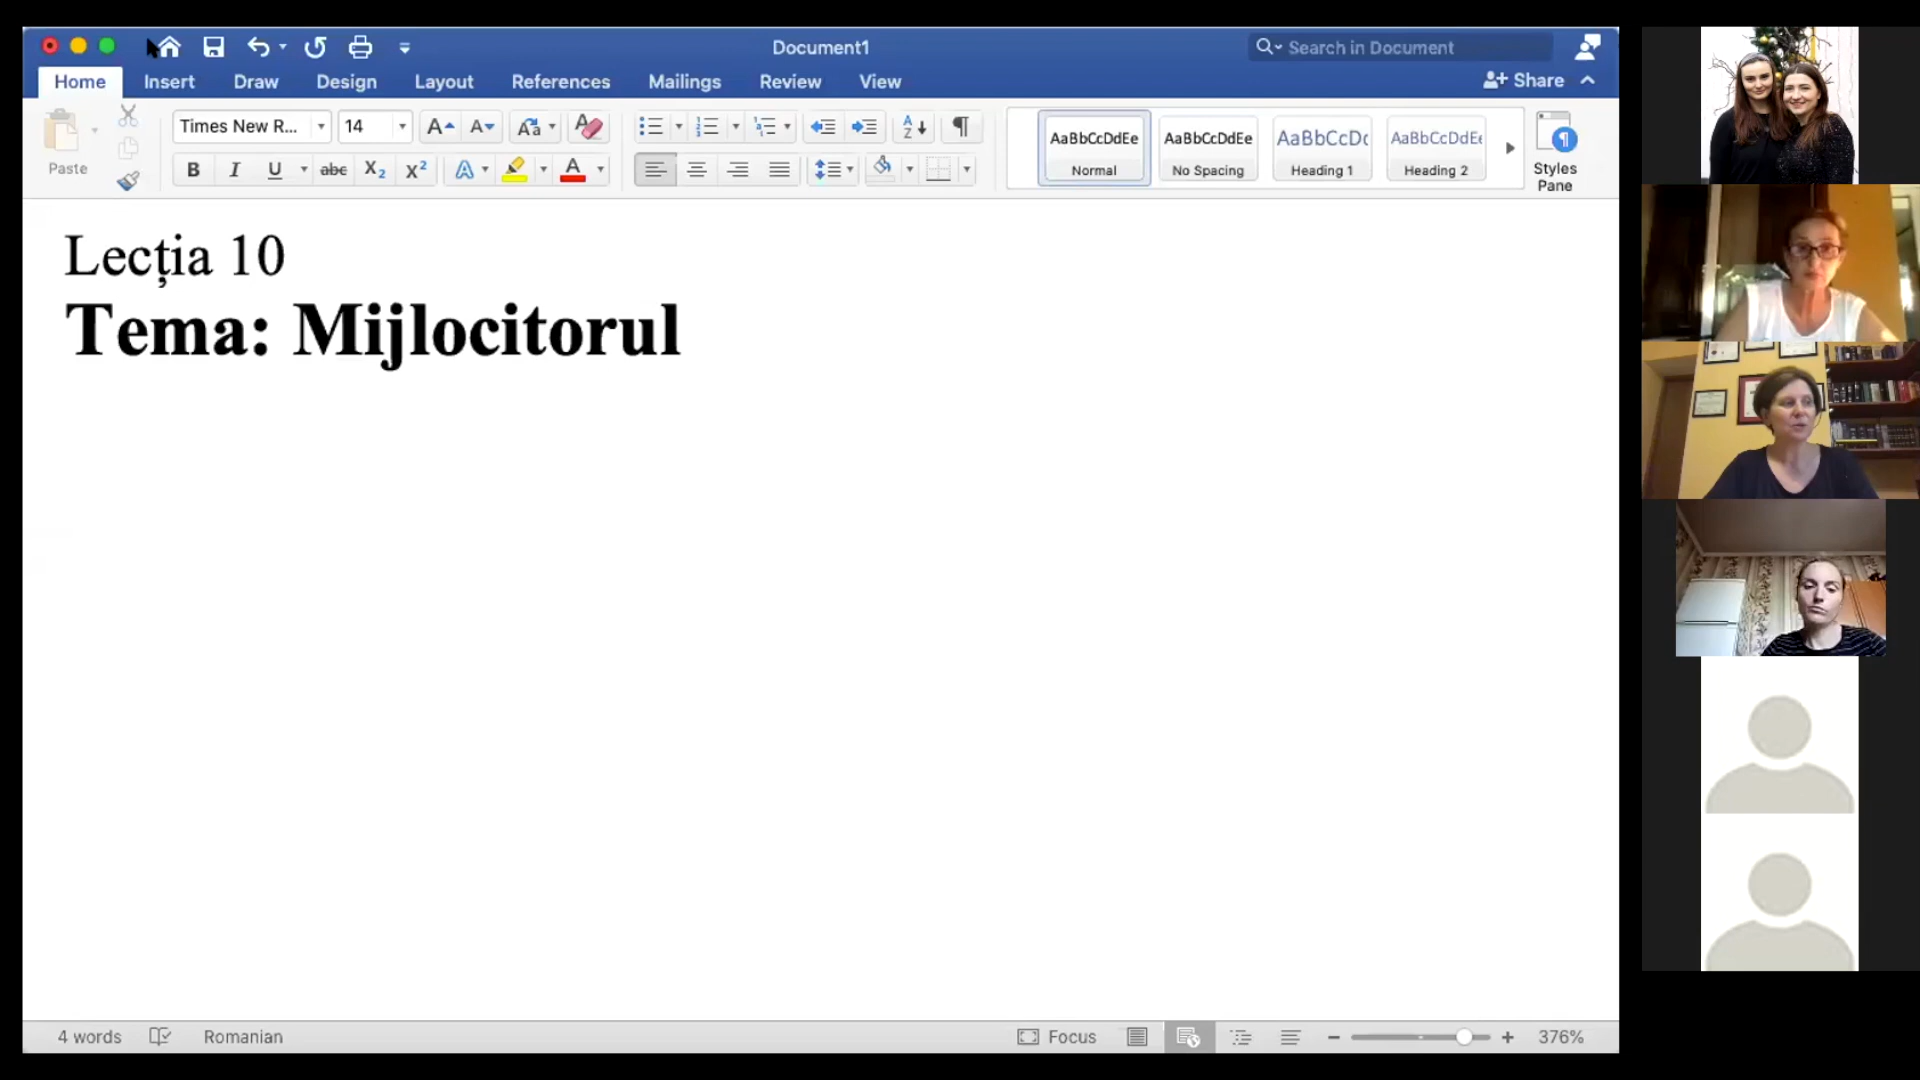 Document1
Search in Document
Home Insert Draw Design Layout References Mailings Review View
Share
Paste
Times New R... 14
AaBbCcDdEe AaBbCcDdEe AaBbCcDc AaBbCcDdEe
Normal No Spacing Heading 1 Heading 2
Styles
Pane
Lecția 10
Tema: Mijlocitorul
4 words Romanian Focus 376%